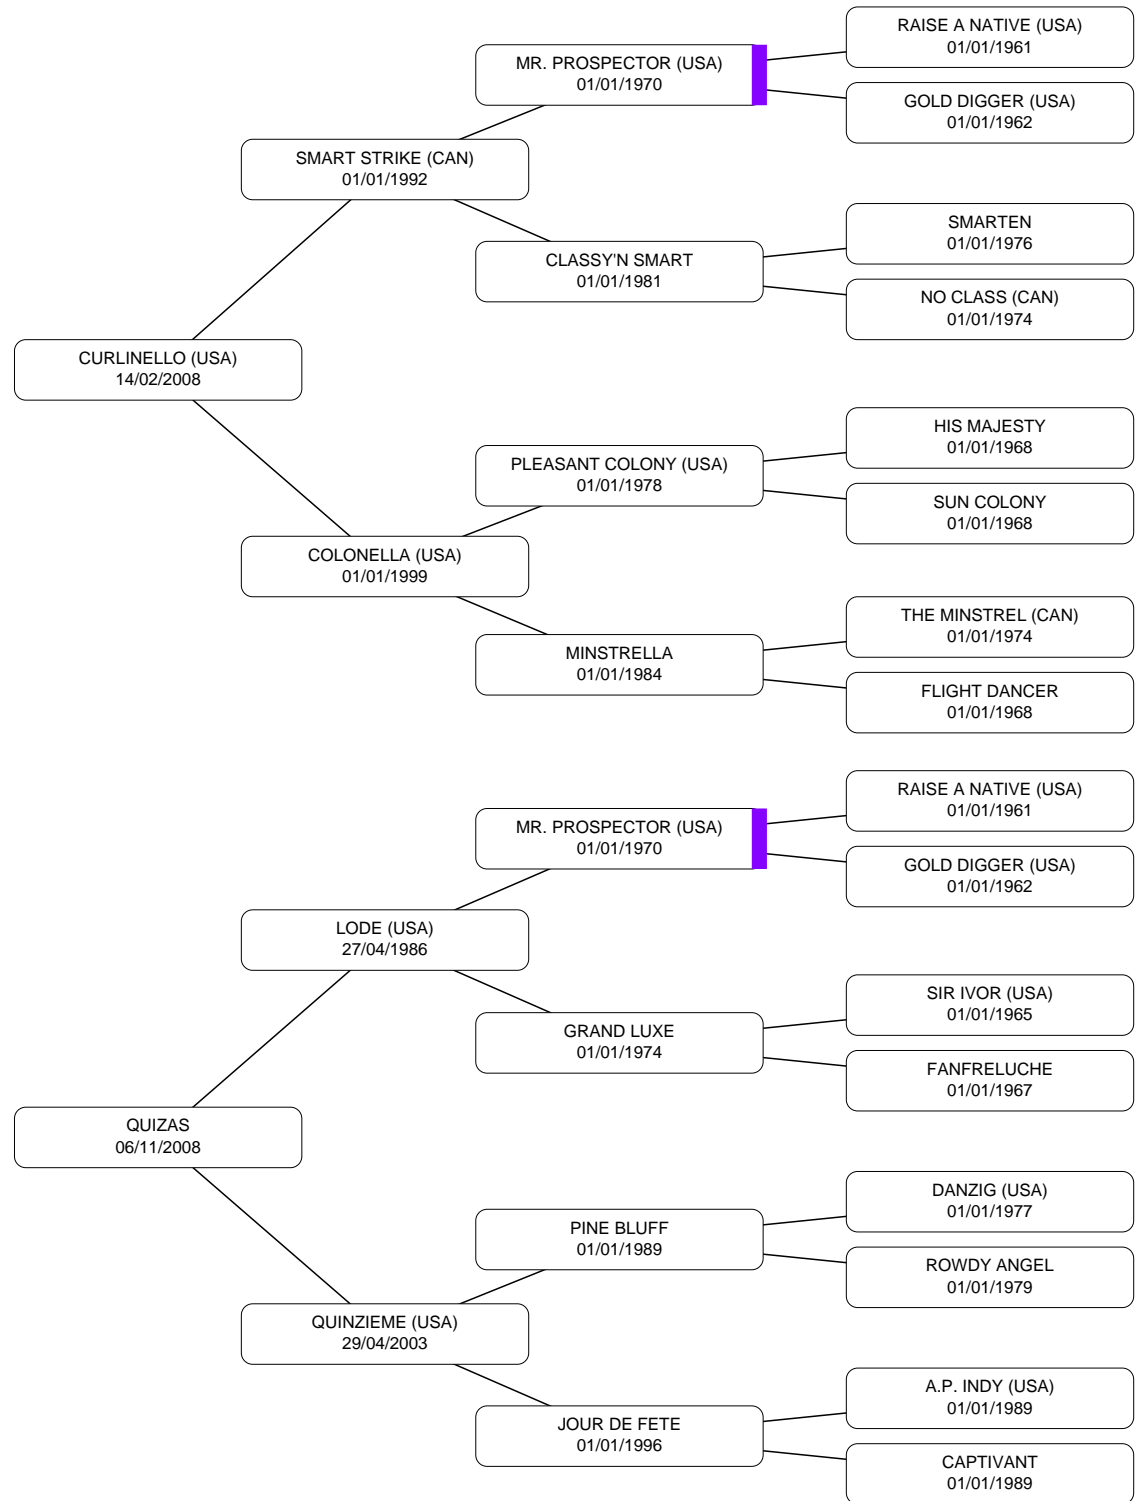 RAISE A NATIVE (USA)
01/01/1961
MR. PROSPECTOR (USA)
01/01/1970
GOLD DIGGER (USA)
01/01/1962
SMART STRIKE (CAN)
01/01/1992
SMARTEN
01/01/1976
CLASSY'N SMART
01/01/1981
NO CLASS (CAN)
01/01/1974
CURLINELLO (USA)
14/02/2008
HIS MAJESTY
01/01/1968
PLEASANT COLONY (USA)
01/01/1978
SUN COLONY
01/01/1968
COLONELLA (USA)
01/01/1999
THE MINSTREL (CAN)
01/01/1974
MINSTRELLA
01/01/1984
FLIGHT DANCER
01/01/1968
RAISE A NATIVE (USA)
01/01/1961
MR. PROSPECTOR (USA)
01/01/1970
GOLD DIGGER (USA)
01/01/1962
LODE (USA)
27/04/1986
SIR IVOR (USA)
01/01/1965
GRAND LUXE
01/01/1974
FANFRELUCHE
01/01/1967
QUIZAS
06/11/2008
DANZIG (USA)
01/01/1977
PINE BLUFF
01/01/1989
ROWDY ANGEL
01/01/1979
QUINZIEME (USA)
29/04/2003
A.P. INDY (USA)
01/01/1989
JOUR DE FETE
01/01/1996
CAPTIVANT
01/01/1989